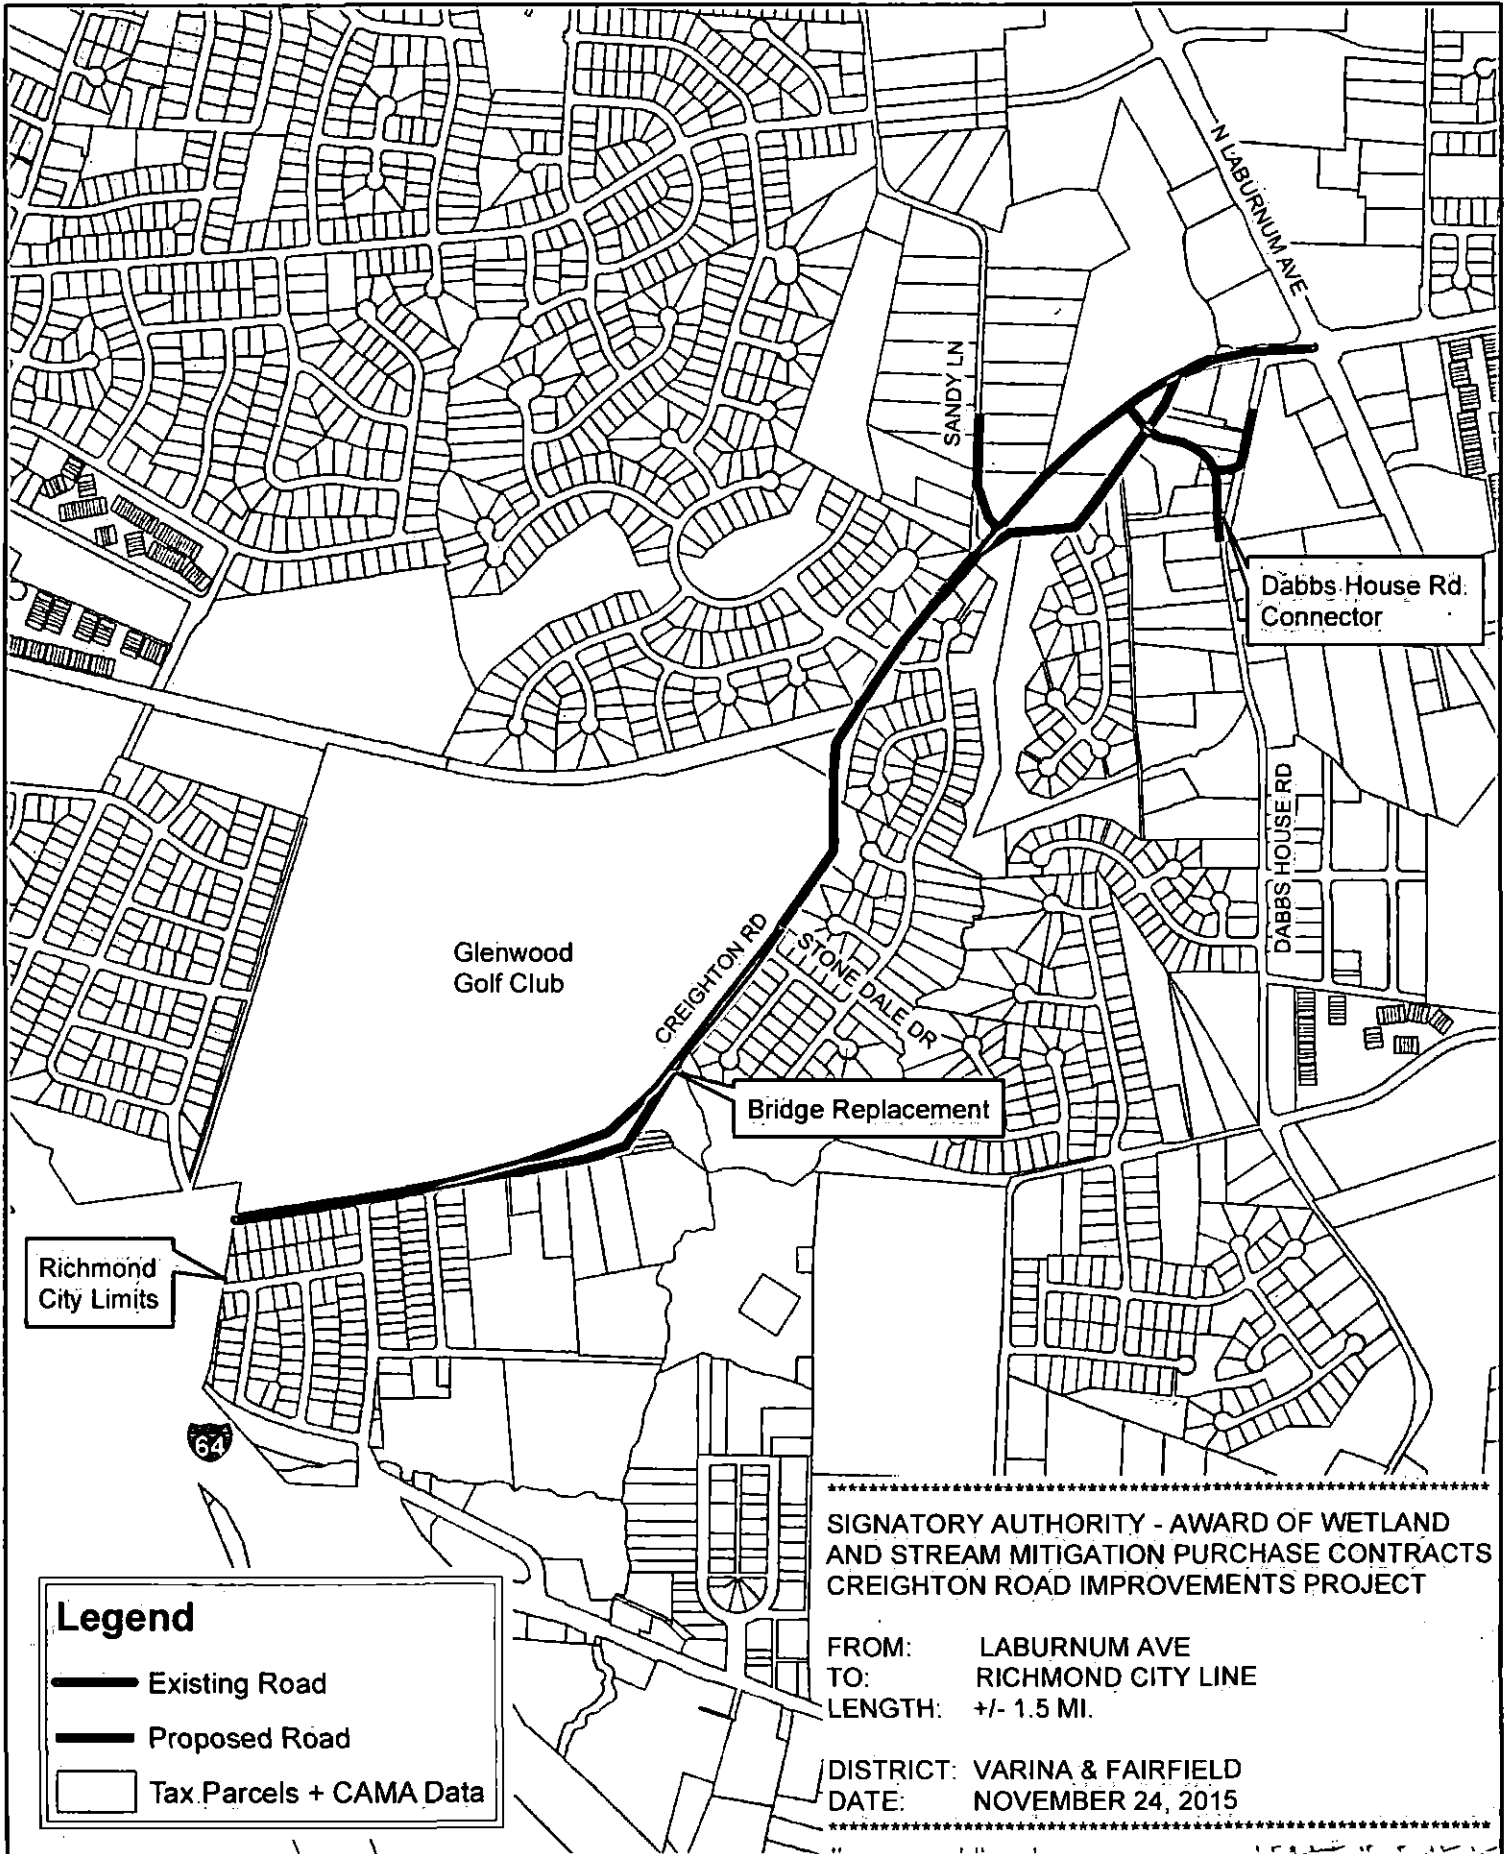 N LABURNUM AVE
SANDY LN
Dabbs House Rd.
Connector
DABBS HOUSE RD
Glenwood
Golf Club
CREIGHTON RD
STONE DALE DR
Bridge Replacement
Richmond
City Limits
64
SIGNATORY AUTHORITY - AWARD OF WETLAND
AND STREAM MITIGATION PURCHASE CONTRACTS
CREIGHTON ROAD IMPROVEMENTS PROJECT
FROM: LABURNUM AVE
TO: RICHMOND CITY LINE
LENGTH: +/- 1.5 MI.
DISTRICT: VARINA & FAIRFIELD
DATE: NOVEMBER 24, 2015
Legend
Existing Road
Proposed Road
Tax Parcels + CAMA Data